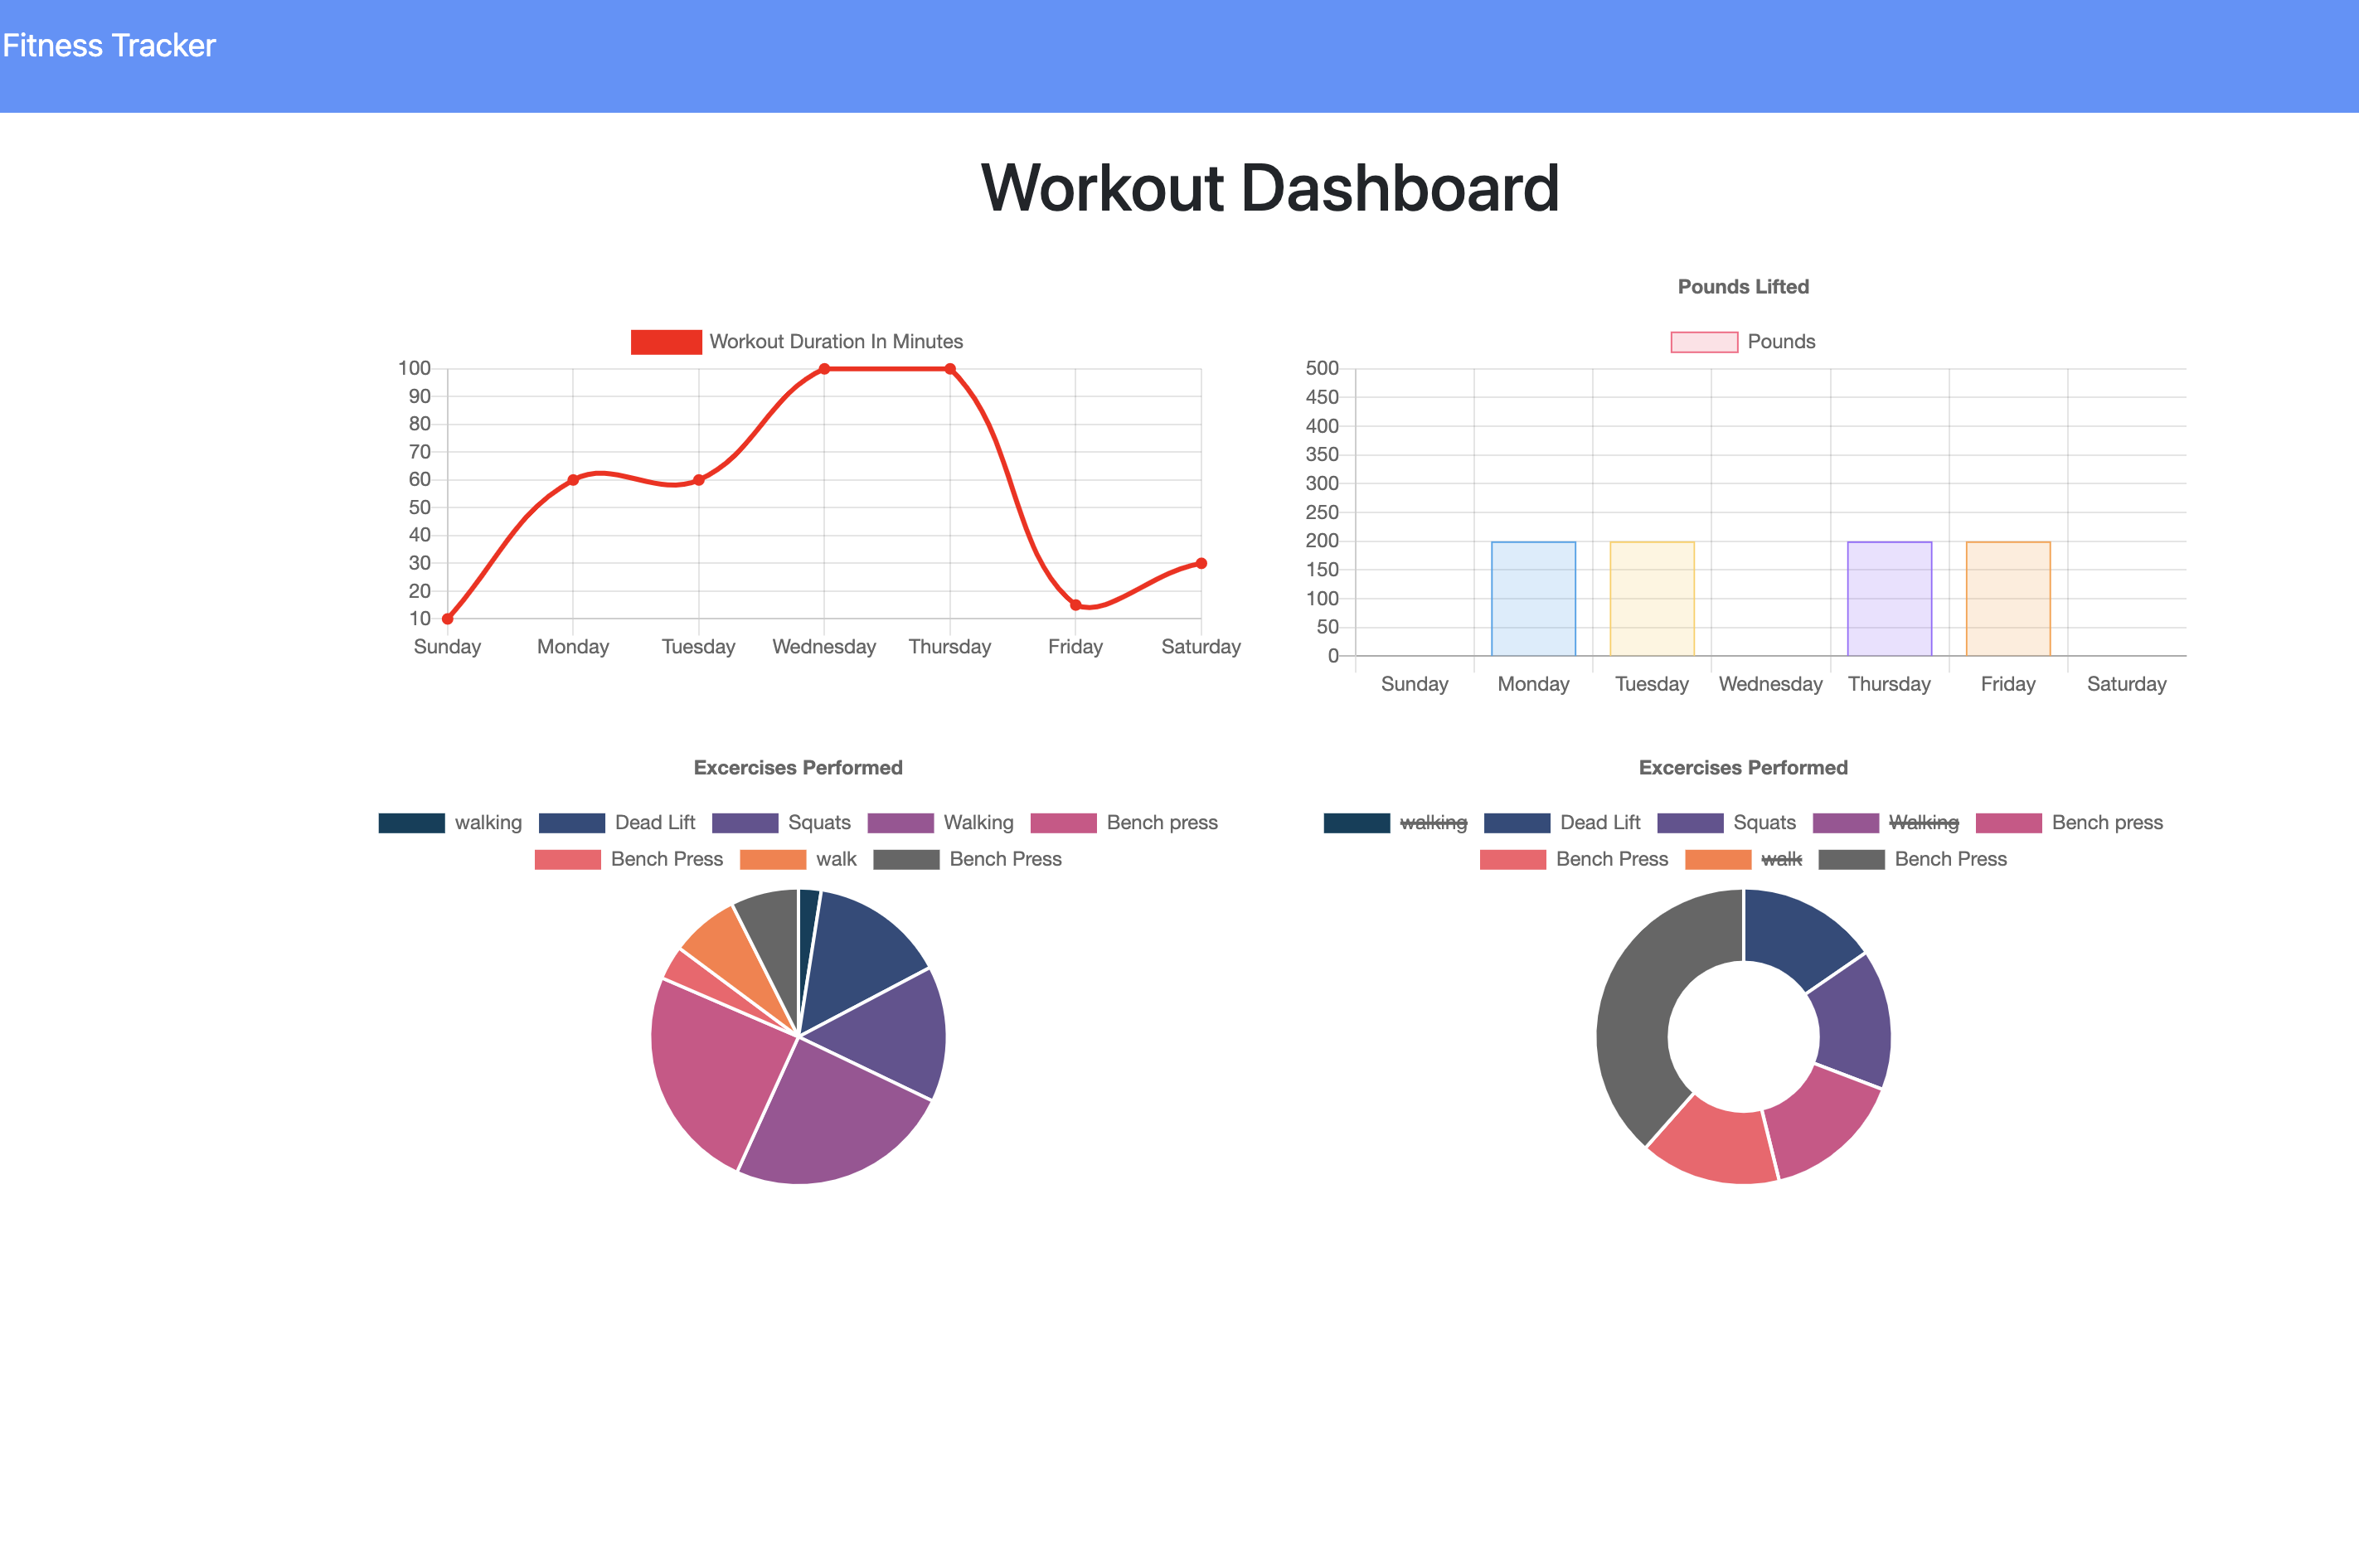 Fitness Tracker
Workout Dashboard
Workout Duration In Minutes
100
90
80
70
60
50
40
30
20
10
Sunday Monday Tuesday Wednesday Thursday Friday Saturday
Pounds Lifted
Pounds
500
450
400
350
300
250
200
150
100
50
0
Sunday Monday Tuesday Wednesday Thursday Friday Saturday
Excercises Performed
walking Dead Lift Squats Walking Bench press
Bench Press walk Bench Press
Excercises Performed
walking Dead Lift Squats Walking Bench press
Bench Press walk Bench Press